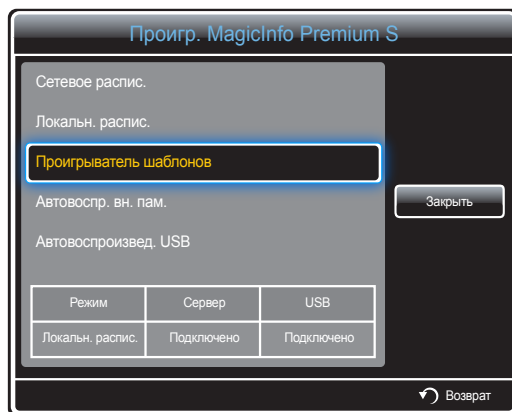 Проигр. MagicInfo Premium S
Сетевое распис.
Локальн. распис.
Проигрыватель шаблонов
Автовоспр. вн. пам.
Закрыть
Автовоспроизвед. USB
Режим Сервер USB
Локальн. распис. Подключено Подключено
Возврат